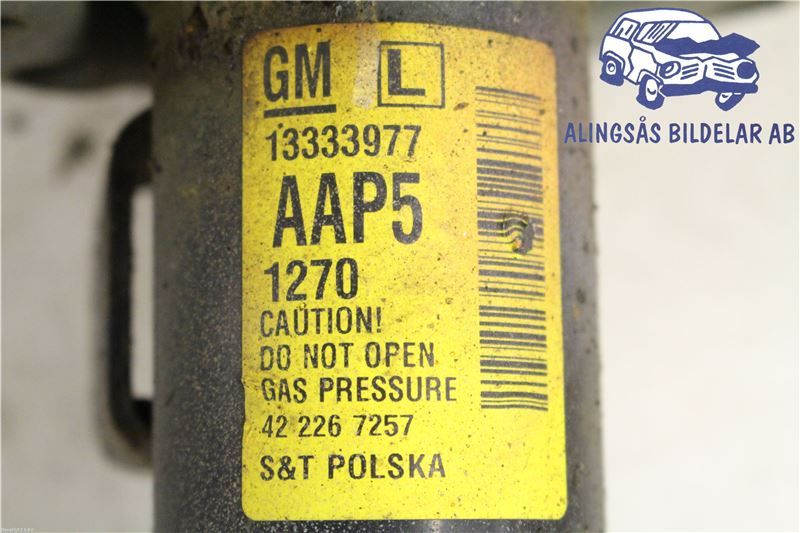 GM L
13333977
AAP5
1270
CAUTION!
DO NOT OPEN
GAS PRESSURE
42 226 7257
S&T POLSKA
ALINGSÅS BILDELAR AB